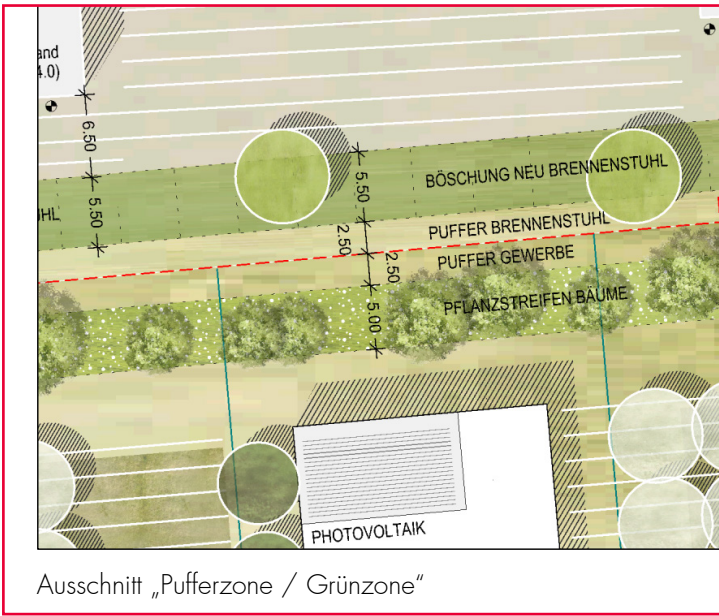 and
4.0)
6.50
5.50
5.50
BÖSCHUNG NEU BRENNENSTUHL
UHL
PUFFER BRENNENSTUHL
2.50
2.50
PUFFER GEWERBE
5.00
PFLANZSTREIFEN BÄUME
PHOTOVOLTAIK
Ausschnitt „Pufferzone / Grünzone“